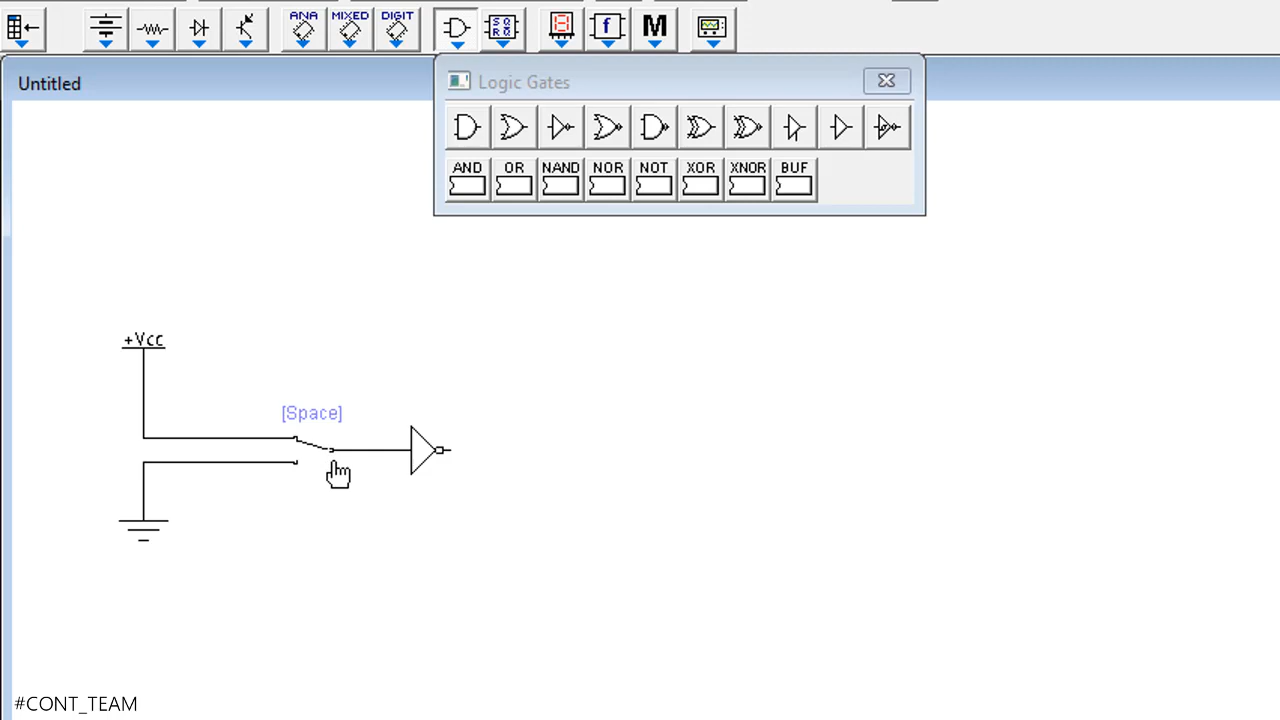 ANA MIXED DIGIT
M
Untitled
Logic Gates
AND OR NAND NOR NOT XOR XNOR BUF
+Vcc
[Space]
#CONT_TEAM